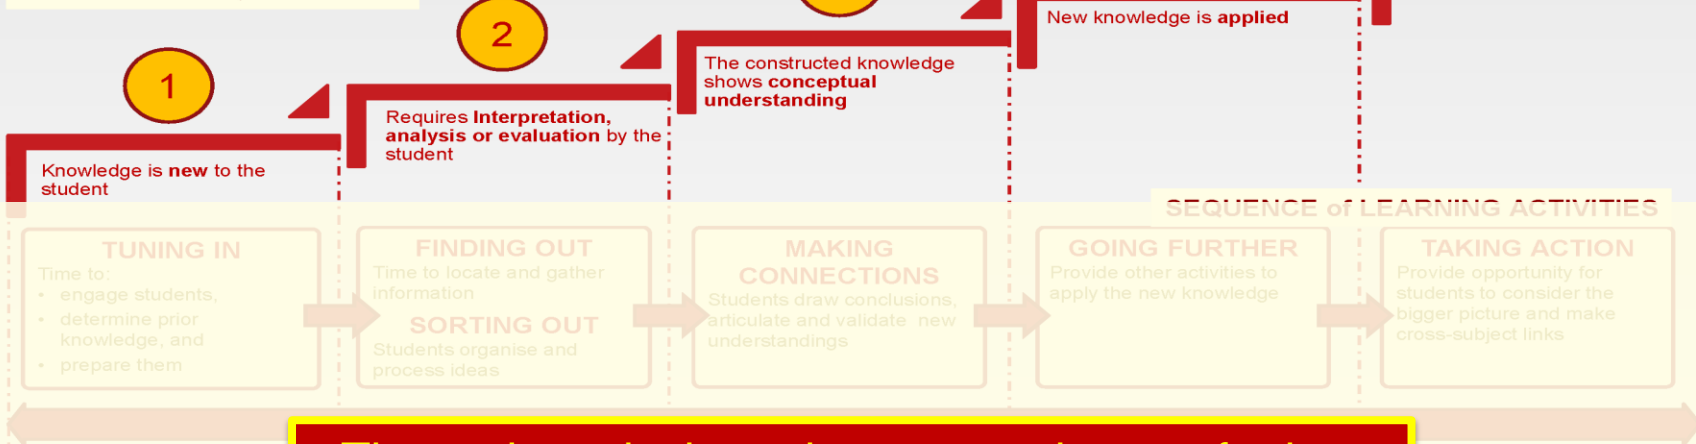 1
Knowledge is new to the
student
2
Requires Interpretation,
analysis or evaluation by the
student
The constructed knowledge
shows conceptual
understanding
New knowledge is applied
SEQUENCE of LEARNING ACTIVITIES
TUNING IN
Time to:
• engage students,
• determine prior
knowledge, and
• prepare them
FINDING OUT
Time to locate and gather
information
SORTING OUT
Students organise and
process ideas
MAKING
CONNECTIONS
Students draw conclusions,
articulate and validate new
understandings
GOING FURTHER
Provide other activities to
apply the new knowledge
TAKING ACTION
Provide opportunity for
students to consider the
bigger picture and make
cross-subject links